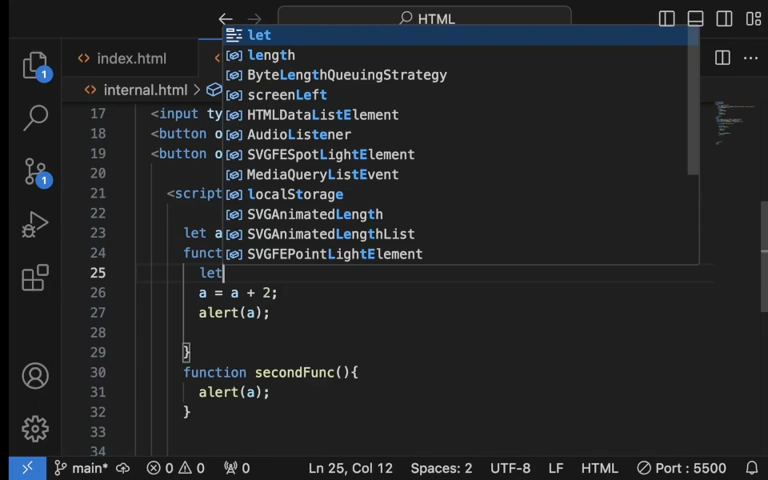 HTML
index.html
internal.html
let
length
ByteLengthQueuingStrategy
screenLeft
HTMLDataListElement
AudioListener
SVGFESpotLightElement
MediaQueryListEvent
localStorage
SVGAnimatedLength
SVGAnimatedLengthList
SVGFEPointLightElement
17 <input ty
18 <button o
19 <button o
20
21 <script
22
23 let a
24 funct
25 let
26 a = a + 2;
27 alert(a);
28
29 }
30 function secondFunc(){
31 alert(a);
32 }
33
34
1
1
main* 0 0 0 Ln 25, Col 12 Spaces: 2 UTF-8 LF HTML Port : 5500